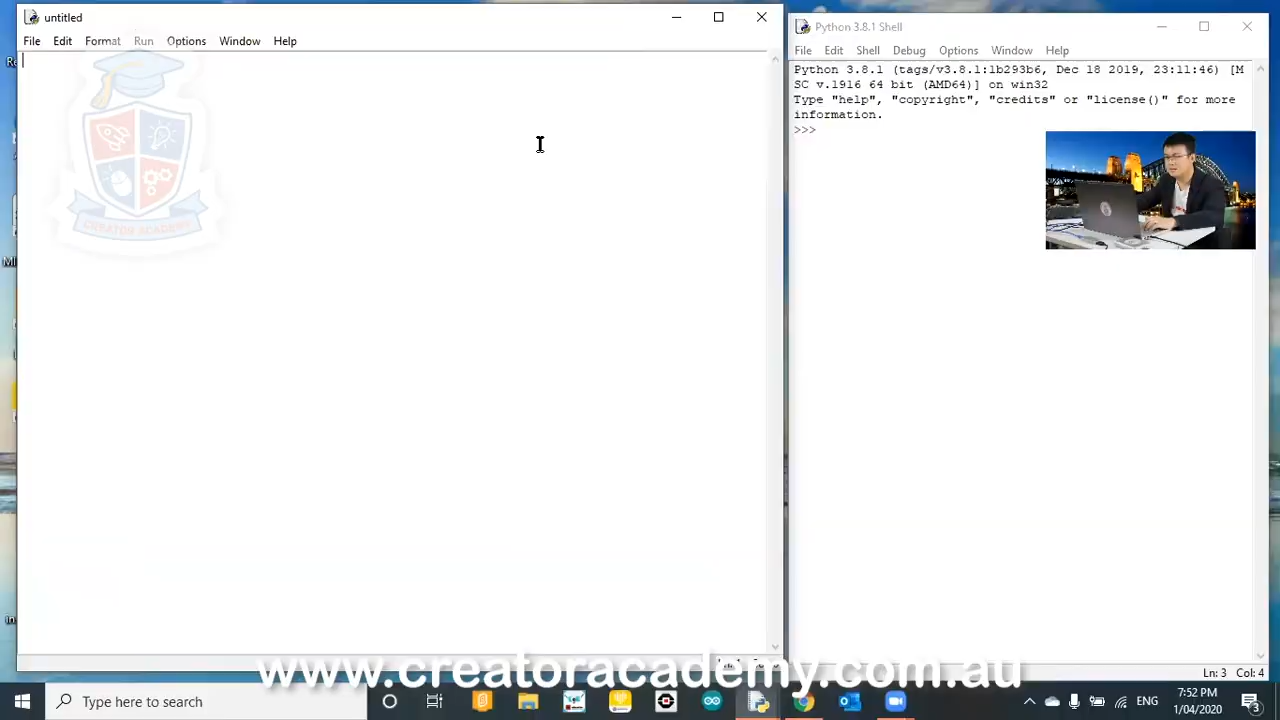 untitled
File Edit Format Run Options Window Help
CREATOR ACADEMY
Python 3.8.1 Shell
File Edit Shell Debug Options Window Help
Python 3.8.1 (tags/v3.8.1:1b293b6, Dec 18 2019, 23:11:46) [M
SC v.1916 64 bit (AMD64)] on win32
Type "help", "copyright", "credits" or "license()" for more
information.
>>>
www.creatoracademy.com.au
Ln: 3 Col: 4
Type here to search
ENG
7:52 PM
1/04/2020
3